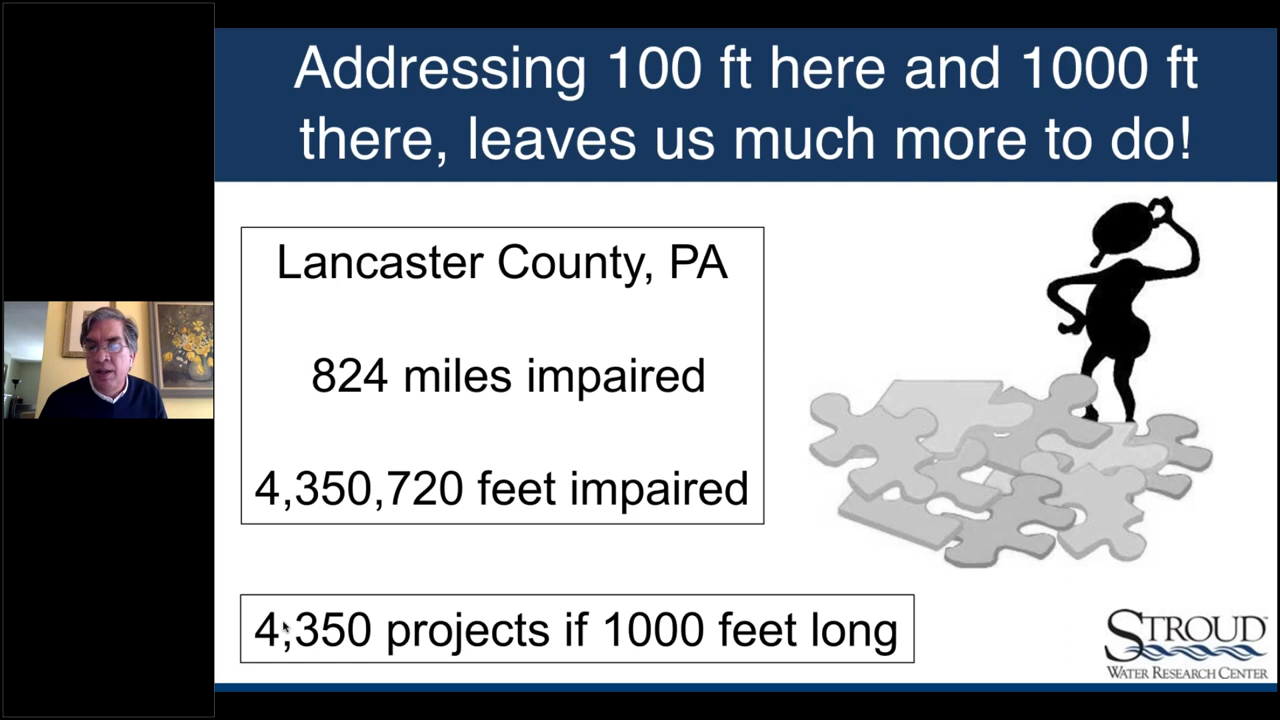 Addressing 100 ft here and 1000 ft
there, leaves us much more to do!
Lancaster County, PA
824 miles impaired
4,350,720 feet impaired
4,350 projects if 1000 feet long
STROUD™
WATER RESEARCH CENTER